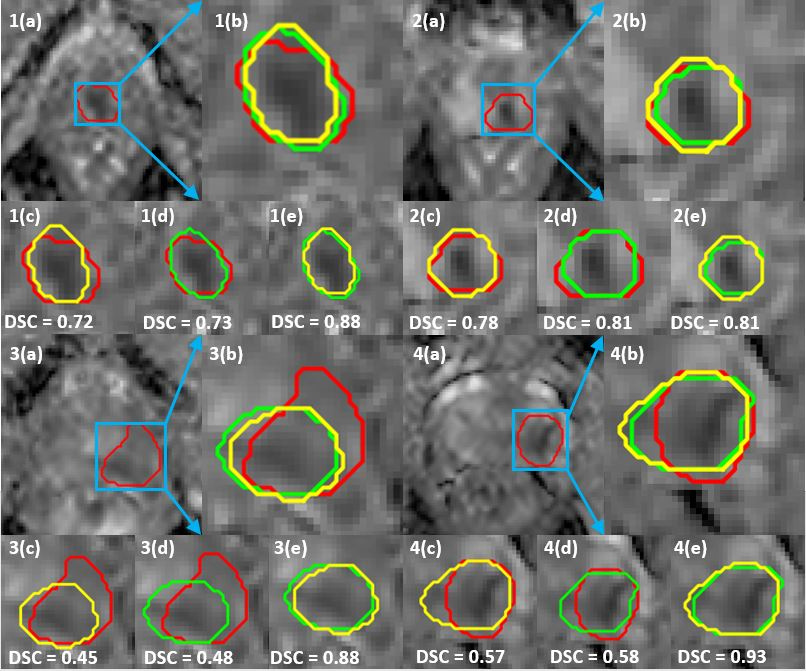 1(a) 1(b) 2(a) 2(b)
1(c) 1(d) 1(e) 2(c) 2(d) 2(e)
DSC = 0.72 DSC = 0.73 DSC = 0.88 DSC = 0.78 DSC = 0.81 DSC = 0.81
3(a) 3(b) 4(a) 4(b)
3(c) 3(d) 3(e) 4(c) 4(d) 4(e)
DSC = 0.45 DSC = 0.48 DSC = 0.88 DSC = 0.57 DSC = 0.58 DSC = 0.93